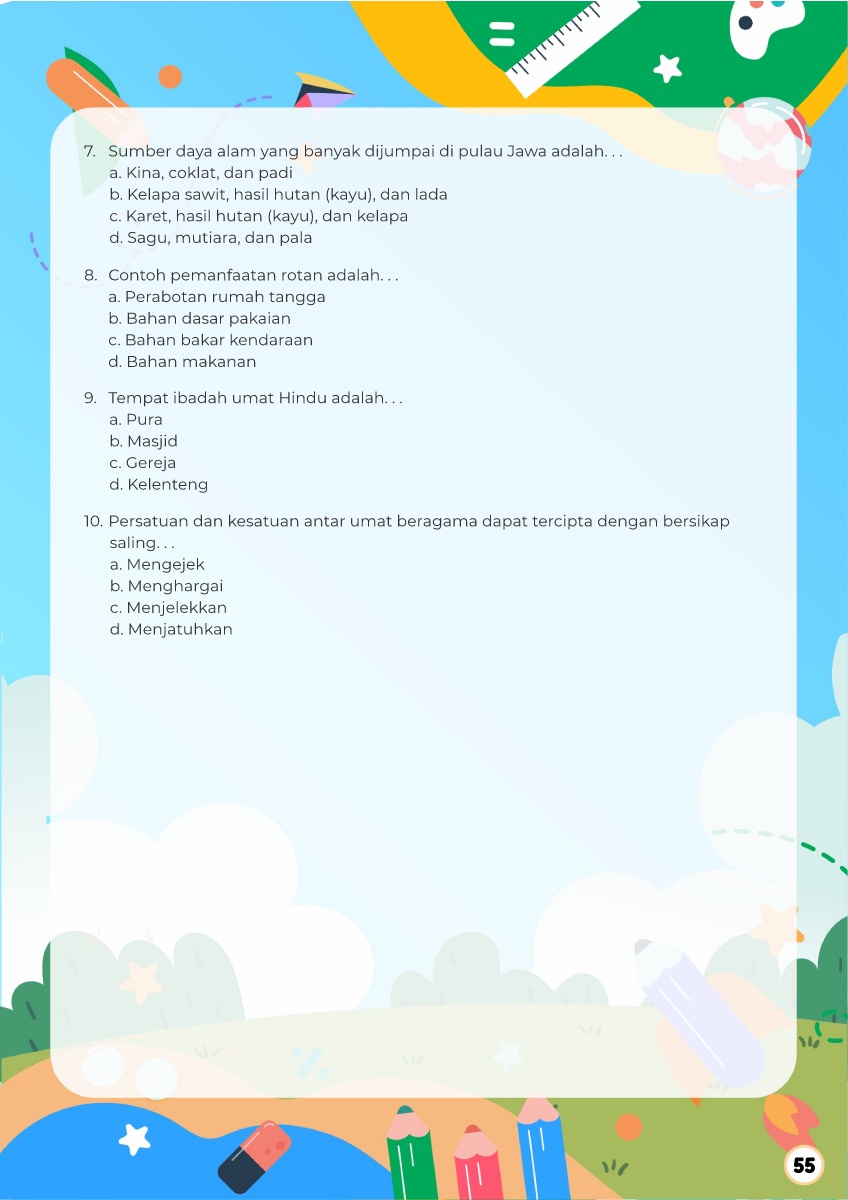 7. Sumber daya alam yang banyak dijumpai di pulau Jawa adalah. . .
a. Kina, coklat, dan padi
b. Kelapa sawit, hasil hutan (kayu), dan lada
c. Karet, hasil hutan (kayu), dan kelapa
d. Sagu, mutiara, dan pala
8. Contoh pemanfaatan rotan adalah. . .
a. Perabotan rumah tangga
b. Bahan dasar pakaian
c. Bahan bakar kendaraan
d. Bahan makanan
9. Tempat ibadah umat Hindu adalah. . .
a. Pura
b. Masjid
c. Gereja
d. Kelenteng
10. Persatuan dan kesatuan antar umat beragama dapat tercipta dengan bersikap
saling. . .
a. Mengejek
b. Menghargai
c. Menjelekkan
d. Menjatuhkan
55